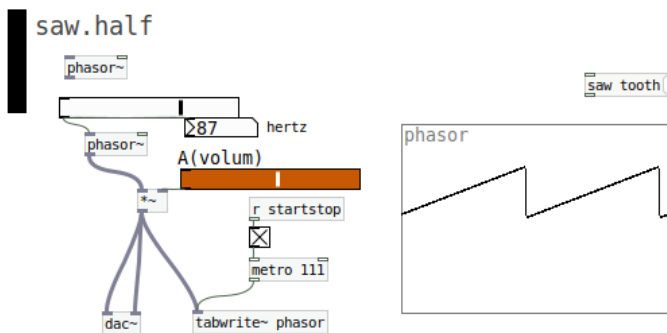 saw.half
phasor~
saw tooth
87 hertz
phasor
phasor~
A(volum)
*~
r startstop
metro 111
dac~
tabwrite~ phasor